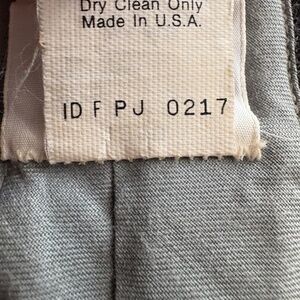 Dry Clean Only
Made In U.S.A.
ID F PJ 0217